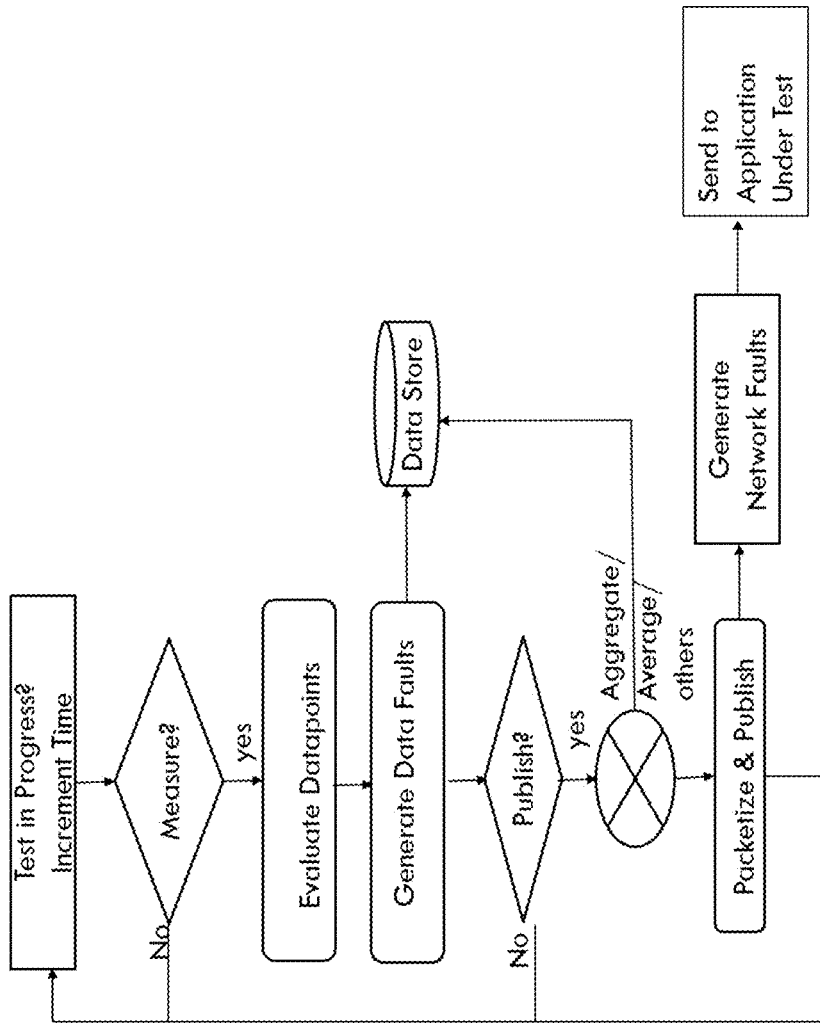 Test in Progress?
Increment Time
Measure?
No
yes
Evaluate Datapoints
Generate Data Faults
Data Store
Publish?
No
yes
Aggregate/
Average/
others
Packetize & Publish
Generate
Network Faults
Send to
Application
Under Test